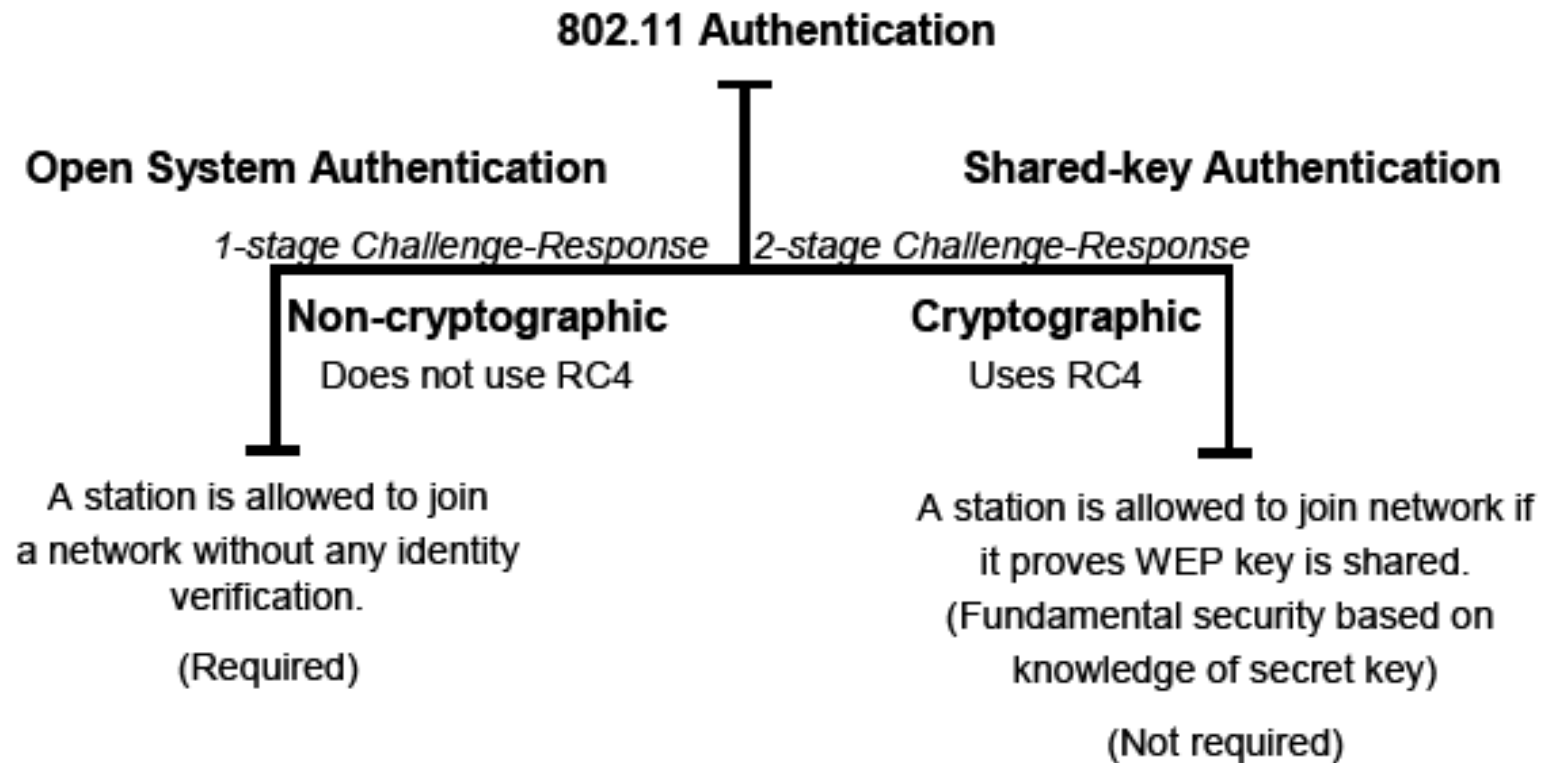 802.11 Authentication
Open System Authentication
Shared-key Authentication
1-stage Challenge-Response
2-stage Challenge-Response
Non-cryptographic
Does not use RC4
Cryptographic
Uses RC4
A station is allowed to join
a network without any identity
verification.
(Required)
A station is allowed to join network if
it proves WEP key is shared.
(Fundamental security based on
knowledge of secret key)
(Not required)